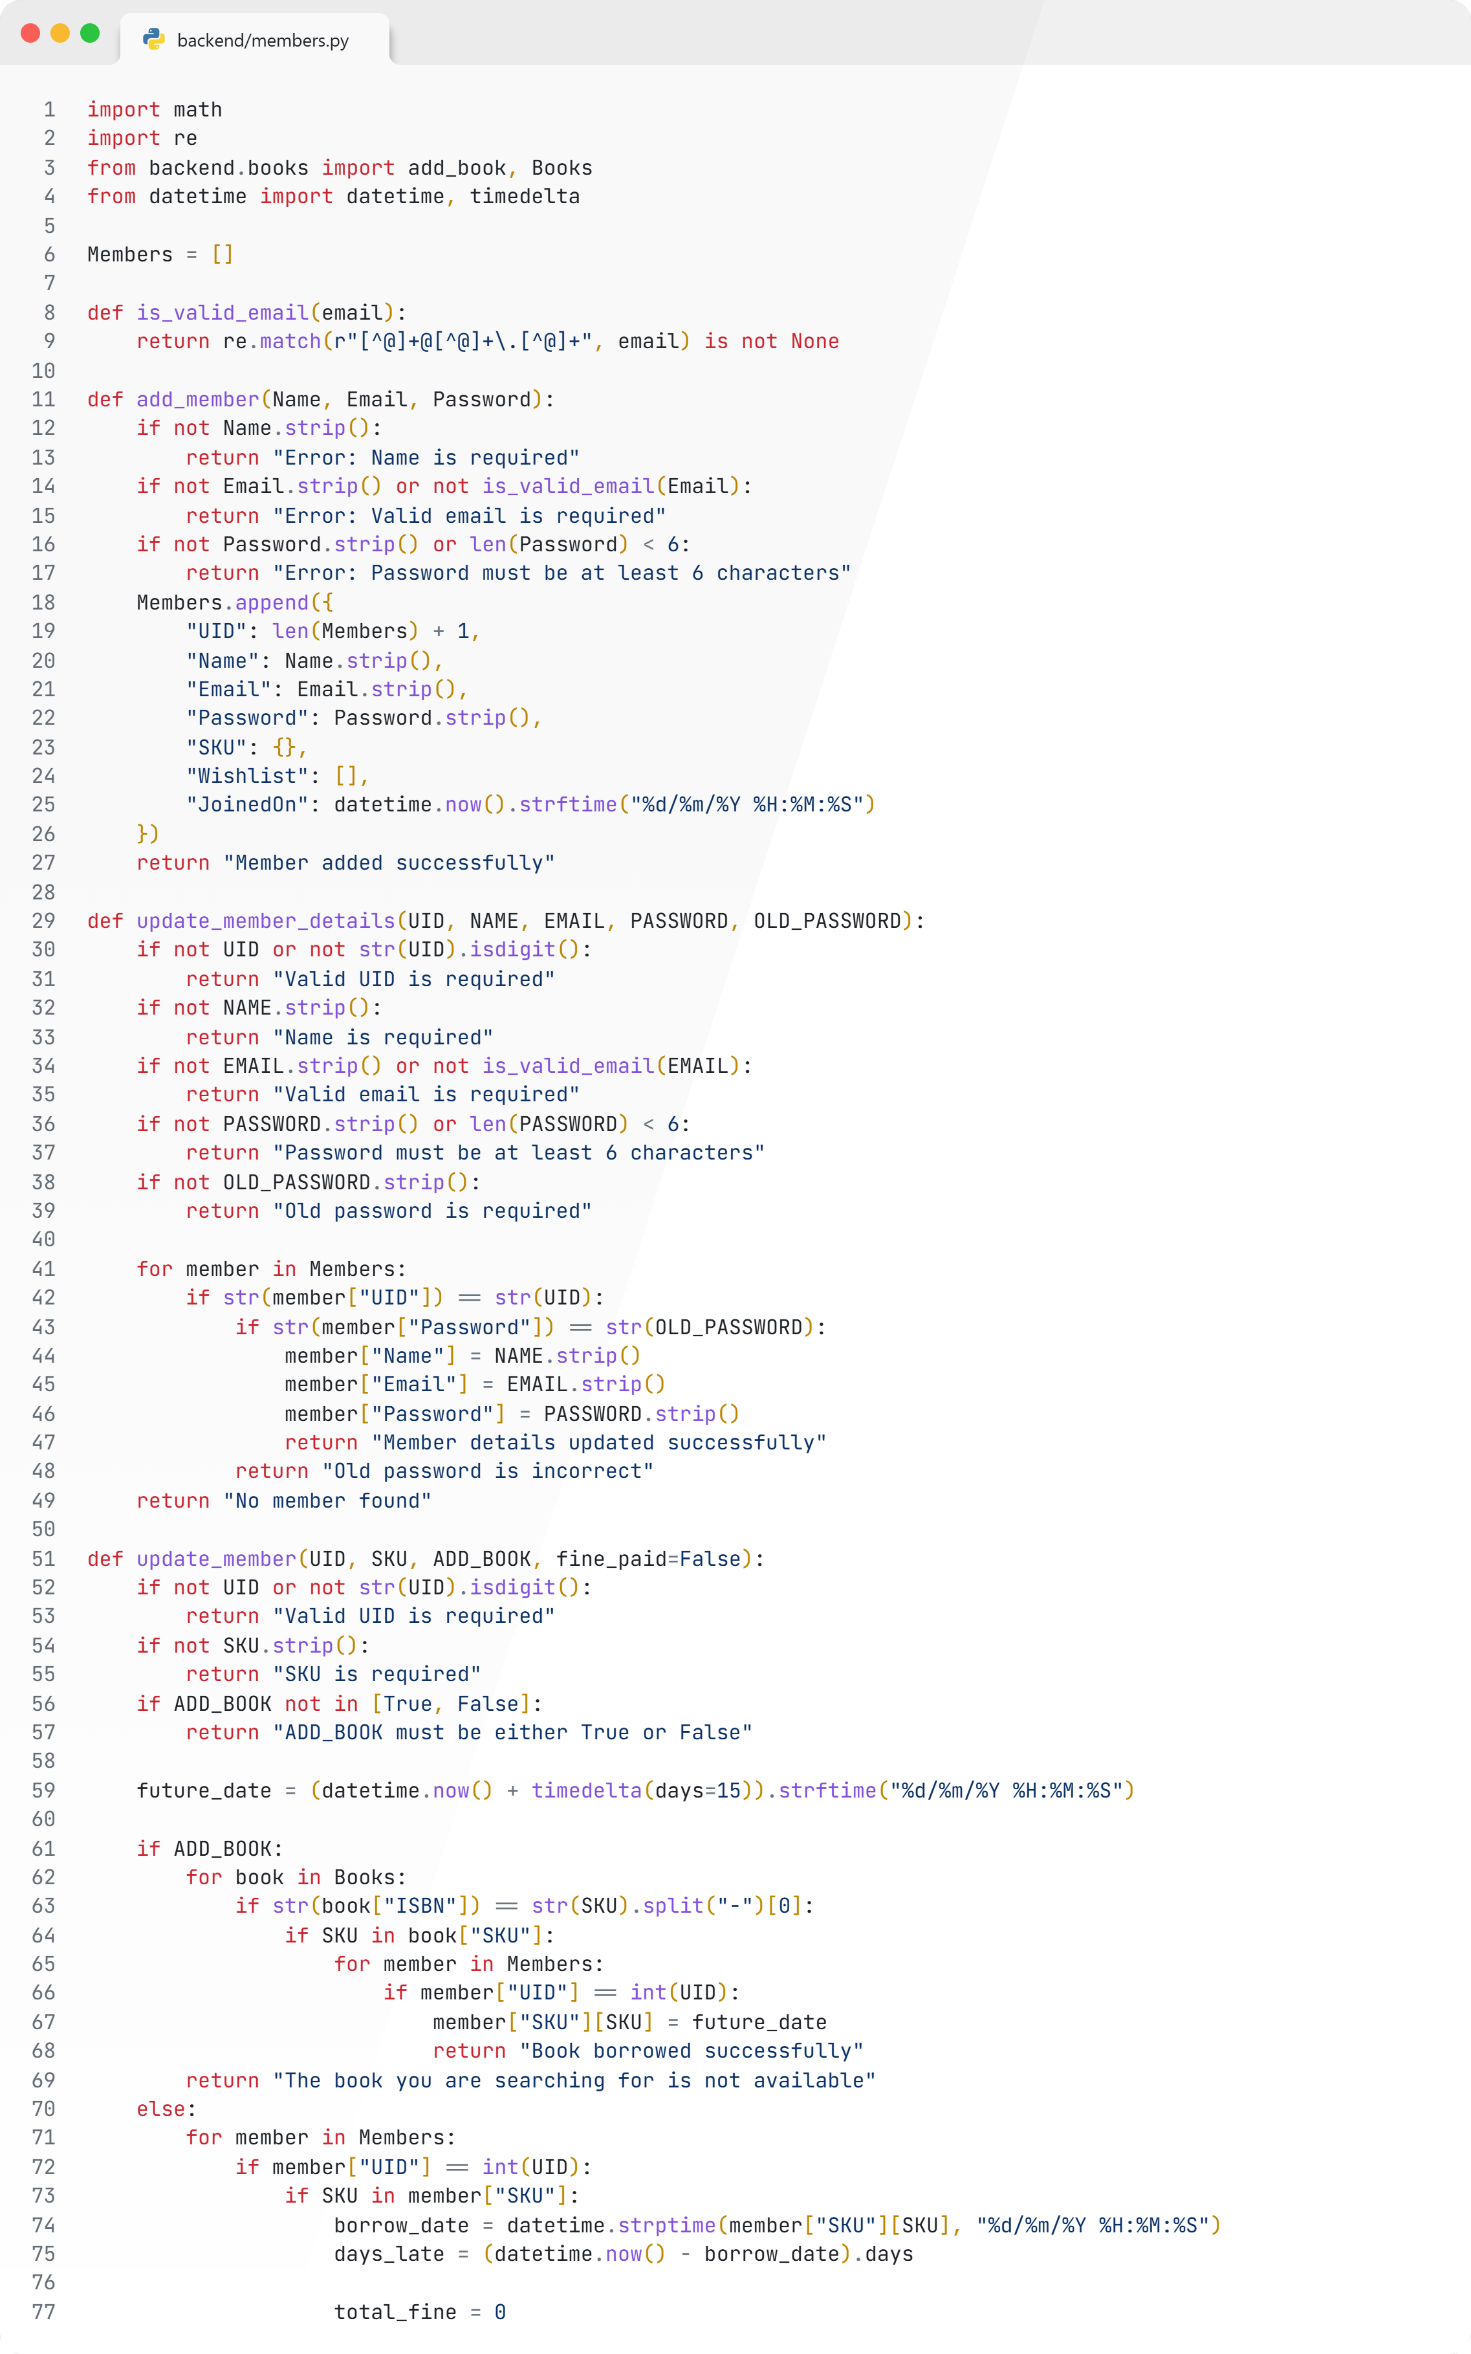 backend/members.py
1 import math
2 import re
3 from backend.books import add_book, Books
4 from datetime import datetime, timedelta
5
6 Members = []
7
8 def is_valid_email(email):
9     return re.match(r"[^@]+@[^@]+\.[^@]+", email) is not None
10
11 def add_member(Name, Email, Password):
12     if not Name.strip():
13         return "Error: Name is required"
14     if not Email.strip() or not is_valid_email(Email):
15         return "Error: Valid email is required"
16     if not Password.strip() or len(Password) < 6:
17         return "Error: Password must be at least 6 characters"
18     Members.append({
19         "UID": len(Members) + 1,
20         "Name": Name.strip(),
21         "Email": Email.strip(),
22         "Password": Password.strip(),
23         "SKU": {},
24         "Wishlist": [],
25         "JoinedOn": datetime.now().strftime("%d/%m/%Y %H:%M:%S")
26     })
27     return "Member added successfully"
28
29 def update_member_details(UID, NAME, EMAIL, PASSWORD, OLD_PASSWORD):
30     if not UID or not str(UID).isdigit():
31         return "Valid UID is required"
32     if not NAME.strip():
33         return "Name is required"
34     if not EMAIL.strip() or not is_valid_email(EMAIL):
35         return "Valid email is required"
36     if not PASSWORD.strip() or len(PASSWORD) < 6:
37         return "Password must be at least 6 characters"
38     if not OLD_PASSWORD.strip():
39         return "Old password is required"
40
41     for member in Members:
42         if str(member["UID"]) == str(UID):
43             if str(member["Password"]) == str(OLD_PASSWORD):
44                 member["Name"] = NAME.strip()
45                 member["Email"] = EMAIL.strip()
46                 member["Password"] = PASSWORD.strip()
47                 return "Member details updated successfully"
48             return "Old password is incorrect"
49     return "No member found"
50
51 def update_member(UID, SKU, ADD_BOOK, fine_paid=False):
52     if not UID or not str(UID).isdigit():
53         return "Valid UID is required"
54     if not SKU.strip():
55         return "SKU is required"
56     if ADD_BOOK not in [True, False]:
57         return "ADD_BOOK must be either True or False"
58
59     future_date = (datetime.now() + timedelta(days=15)).strftime("%d/%m/%Y %H:%M:%S")
60
61     if ADD_BOOK:
62         for book in Books:
63             if str(book["ISBN"]) == str(SKU).split("-")[0]:
64                 if SKU in book["SKU"]:
65                     for member in Members:
66                         if member["UID"] == int(UID):
67                             member["SKU"][SKU] = future_date
68                             return "Book borrowed successfully"
69         return "The book you are searching for is not available"
70     else:
71         for member in Members:
72             if member["UID"] == int(UID):
73                 if SKU in member["SKU"]:
74                     borrow_date = datetime.strptime(member["SKU"][SKU], "%d/%m/%Y %H:%M:%S")
75                     days_late = (datetime.now() - borrow_date).days
76
77                     total_fine = 0